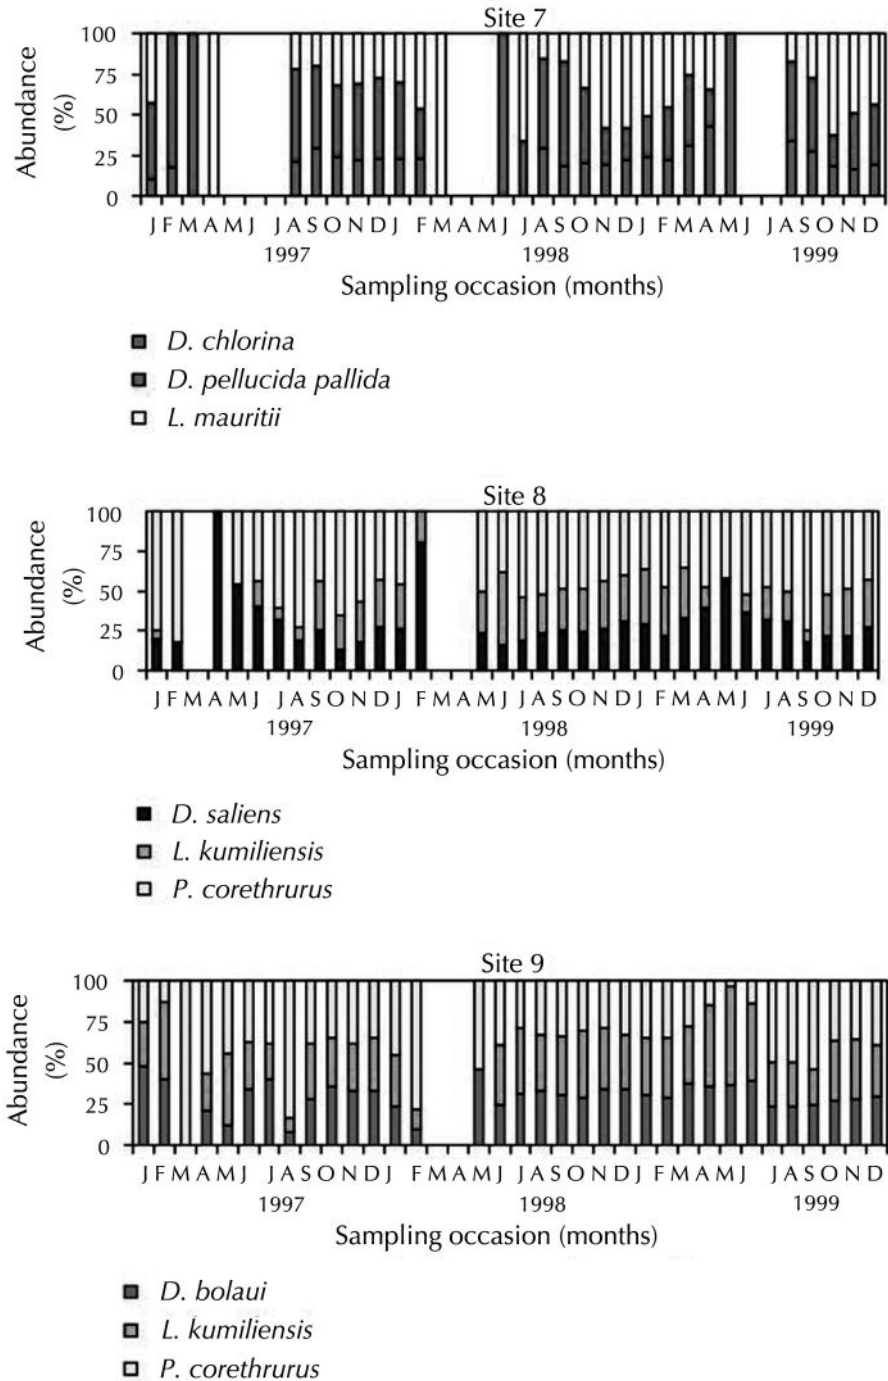 Site 7
100
75
50
25
0
Abundance
(%)
J F M A M J J A S O N D J F M A M J J A S O N D J F M A M J J A S O N D
1997 1998 1999
Sampling occasion (months)
D. chlorina
D. pellucida pallida
L. mauritii
Site 8
100
75
50
25
0
Abundance
(%)
J F M A M J J A S O N D J F M A M J J A S O N D J F M A M J J A S O N D
1997 1998 1999
Sampling occasion (months)
D. saliens
L. kumiliensis
P. corethrurus
Site 9
100
75
50
25
0
Abundance
(%)
J F M A M J J A S O N D J F M A M J J A S O N D J F M A M J J A S O N D
1997 1998 1999
Sampling occasion (months)
D. bolaui
L. kumiliensis
P. corethrurus